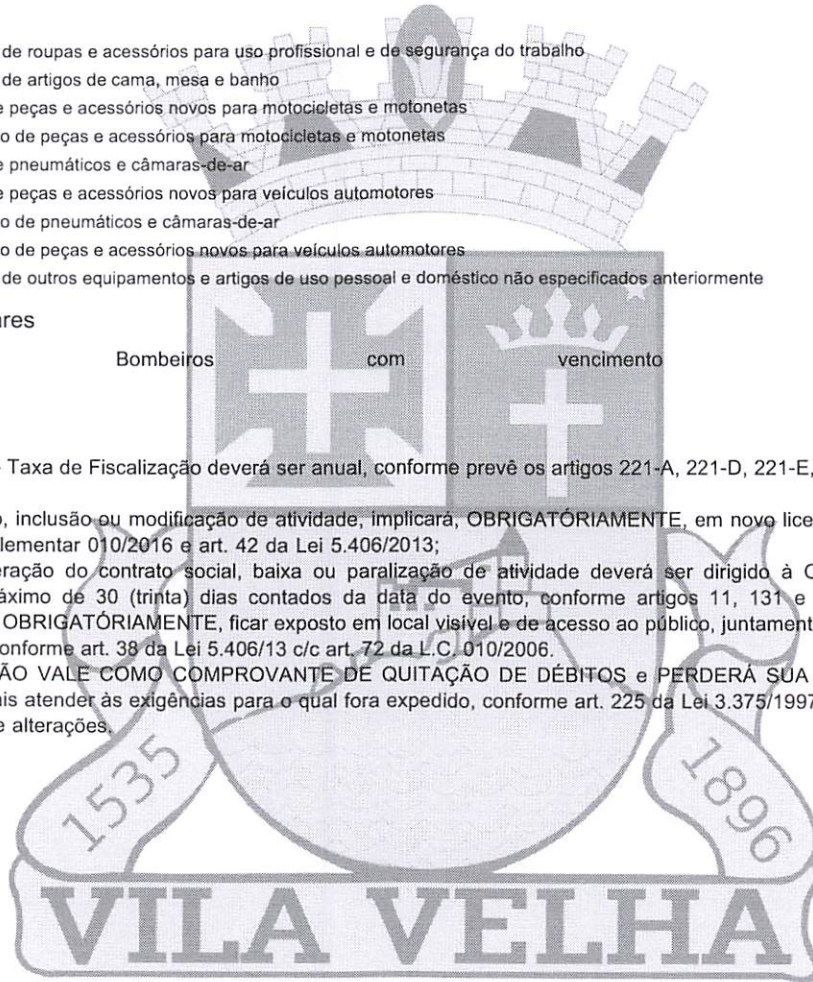 de roupas e acessórios para uso profissional e de segurança do trabalho
de artigos de cama, mesa e banho
e peças e acessórios novos para motocicletas e motonetas
o de peças e acessórios para motocicletas e motonetas
e pneumáticos e câmaras-de-ar
e peças e acessórios novos para veículos automotores
o de pneumáticos e câmaras-de-ar
o de peças e acessórios novos para veículos automotores
de outros equipamentos e artigos de uso pessoal e doméstico não especificados anteriormente
ares
Bombeiros com vencimento
- Taxa de Fiscalização deverá ser anual, conforme prevê os artigos 221-A, 221-D, 221-E,
o, inclusão ou modificação de atividade, implicará, OBRIGATÓRIAMENTE, em novo lice
lementar 010/2016 e art. 42 da Lei 5.406/2013;
eração do contrato social, baixa ou paralização de atividade deverá ser dirigido à C
áximo de 30 (trinta) dias contados da data do evento, conforme artigos 11, 131 e
OBRIGATÓRIAMENTE, ficar exposto em local visível e de acesso ao público, juntament
onforme art. 38 da Lei 5.406/13 c/c art. 72 da L.C. 010/2006.
ÃO VALE COMO COMPROVANTE DE QUITAÇÃO DE DÉBITOS e PERDERÁ SUA
ais atender às exigências para o qual fora expedido, conforme art. 225 da Lei 3.375/1997
e alterações.
1535
1896
VILA VELHA